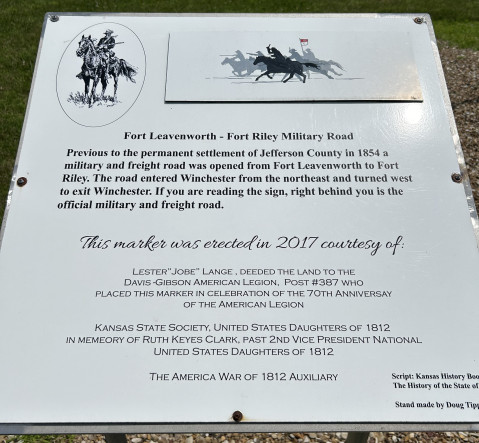 Fort Leavenworth - Fort Riley Military Road
Previous to the permanent settlement of Jefferson County in 1854 a
military and freight road was opened from Fort Leavenworth to Fort
Riley. The road entered Winchester from the northeast and turned west
to exit Winchester. If you are reading the sign, right behind you is the
official military and freight road.
This marker was erected in 2017 courtesy of:
Lester"Jobe" Lange , deeded the land to the
Davis -Gibson American Legion, Post #387 who
placed this marker in celebration of the 70th Anniversay
of the American Legion
Kansas State Society, United States Daughters of 1812
in memeory of Ruth Keyes Clark, past 2nd Vice President National
United States Daughters of 1812
The America War of 1812 Auxiliary
Script: Kansas History Boo
The History of the State of
Stand made by Doug Tipp